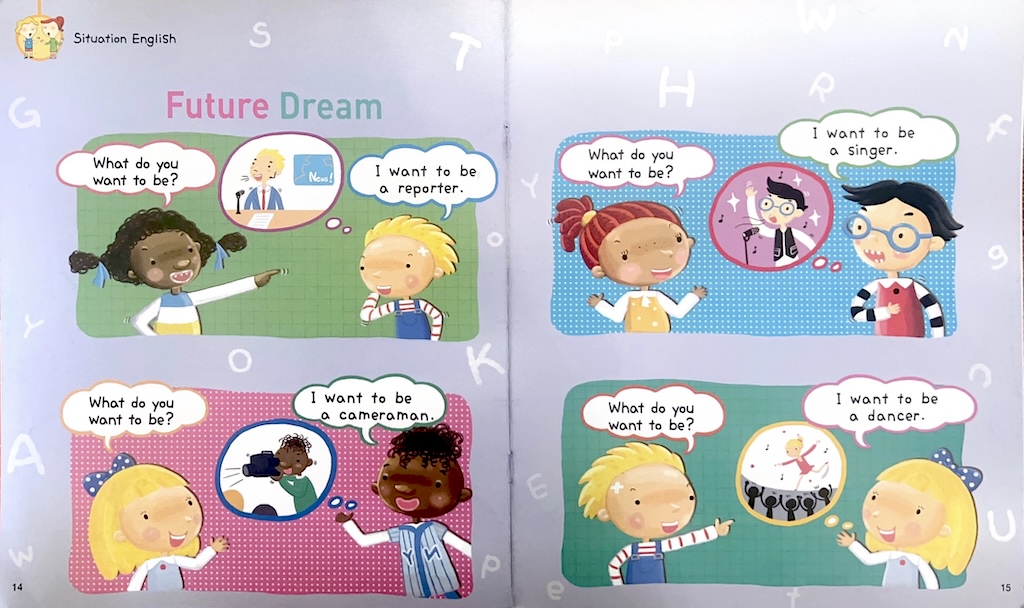 Situation English
Future Dream
What do you
want to be?
I want to be
a reporter.
News!
What do you
want to be?
I want to be
a cameraman.
14
What do you
want to be?
I want to be
a singer.
What do you
want to be?
I want to be
a dancer.
15
S
T
G
Y
O
K
A
W
P
P
W
N
H
R
f
Y
o
g
n
e
E
U
e
t